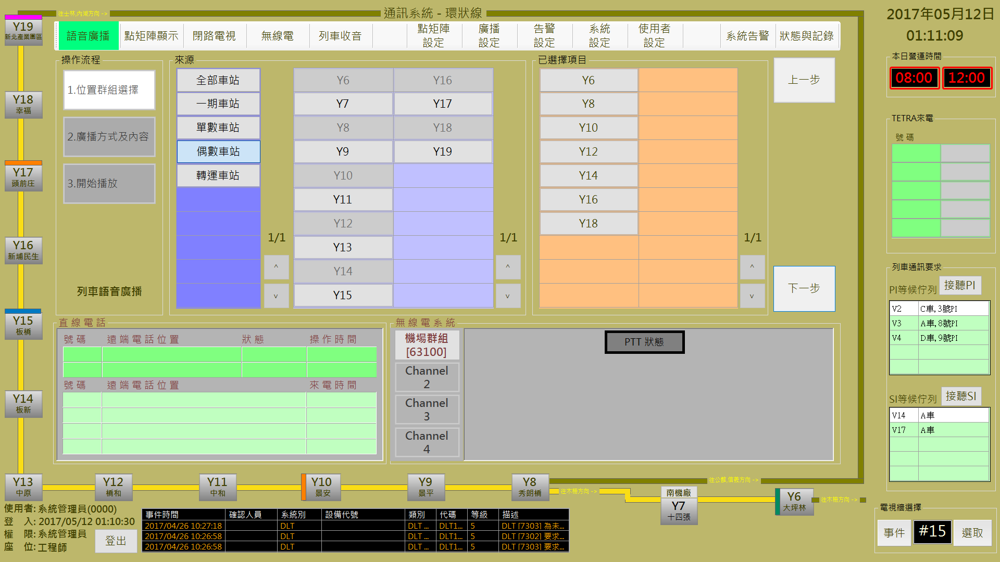 往士林,內湖方向 ->
通訊系統 - 環狀線
2017年05月12日
01:11:09
語音廣播
點矩陣顯示
閉路電視
無線電
列車收音
點矩陣
設定
廣播
設定
告警
設定
系統
設定
使用者
設定
系統告警
狀態與記錄
操作流程
1.位置群組選擇
2.廣播方式及內容
3.開始播放
列車語音廣播
來源
全部車站
一期車站
單數車站
偶數車站
轉運車站
1/1
^
v
Y6
Y16
Y7
Y17
Y8
Y18
Y9
Y19
Y10
Y11
Y12
Y13
Y14
Y15
1/1
^
v
已選擇項目
Y6
Y8
Y10
Y12
Y14
Y16
Y18
1/1
^
v
上一步
下一步
本日營運時間
08:00
12:00
TETRA來電
號 碼
列車通訊要求
PI等候佇列
接聽PI
V2 C車,3號PI
V3 A車,8號PI
V4 D車,9號PI
SI等候佇列
接聽SI
V14 A車
V17 A車
電視牆選擇
事件
#15
選取
直 線 電 話
號 碼 遠 端 電 話 位 置 狀 態 操 作 時 間
號 碼 遠 端 電 話 位 置 來 電 時 間
無 線 電 系 統
機場群組
[63100]
Channel
2
Channel
3
Channel
4
PTT 狀態
Y19
新北產業園區
Y18
幸福
Y17
頭前庄
Y16
新埔民生
Y15
板橋
Y14
板新
Y13
中原
Y12
橋和
Y11
中和
Y10
景安
Y9
景平
Y8
秀朗橋
往木柵方向 ->
往公館,信義方向 ->
南機廠
Y7
十四張
Y6
大坪林
往木柵方向 ->
使用者: 系統管理員(0000)
登 入: 2017/05/12 01:10:30
權 限: 系統管理員
座 位: 工程師
登出
事件時間 確認人員 系統別 設備代號 類別 代碼 等級 描述
2017/04/26 10:27:18 DLT DLT ... DLT1... 5 DLT [7303] 為未...
2017/04/26 10:26:58 DLT DLT ... DLT1... 5 DLT [7302] 要求...
2017/04/26 10:26:58 DLT DLT ... DLT1... 5 DLT [7303] 要求...